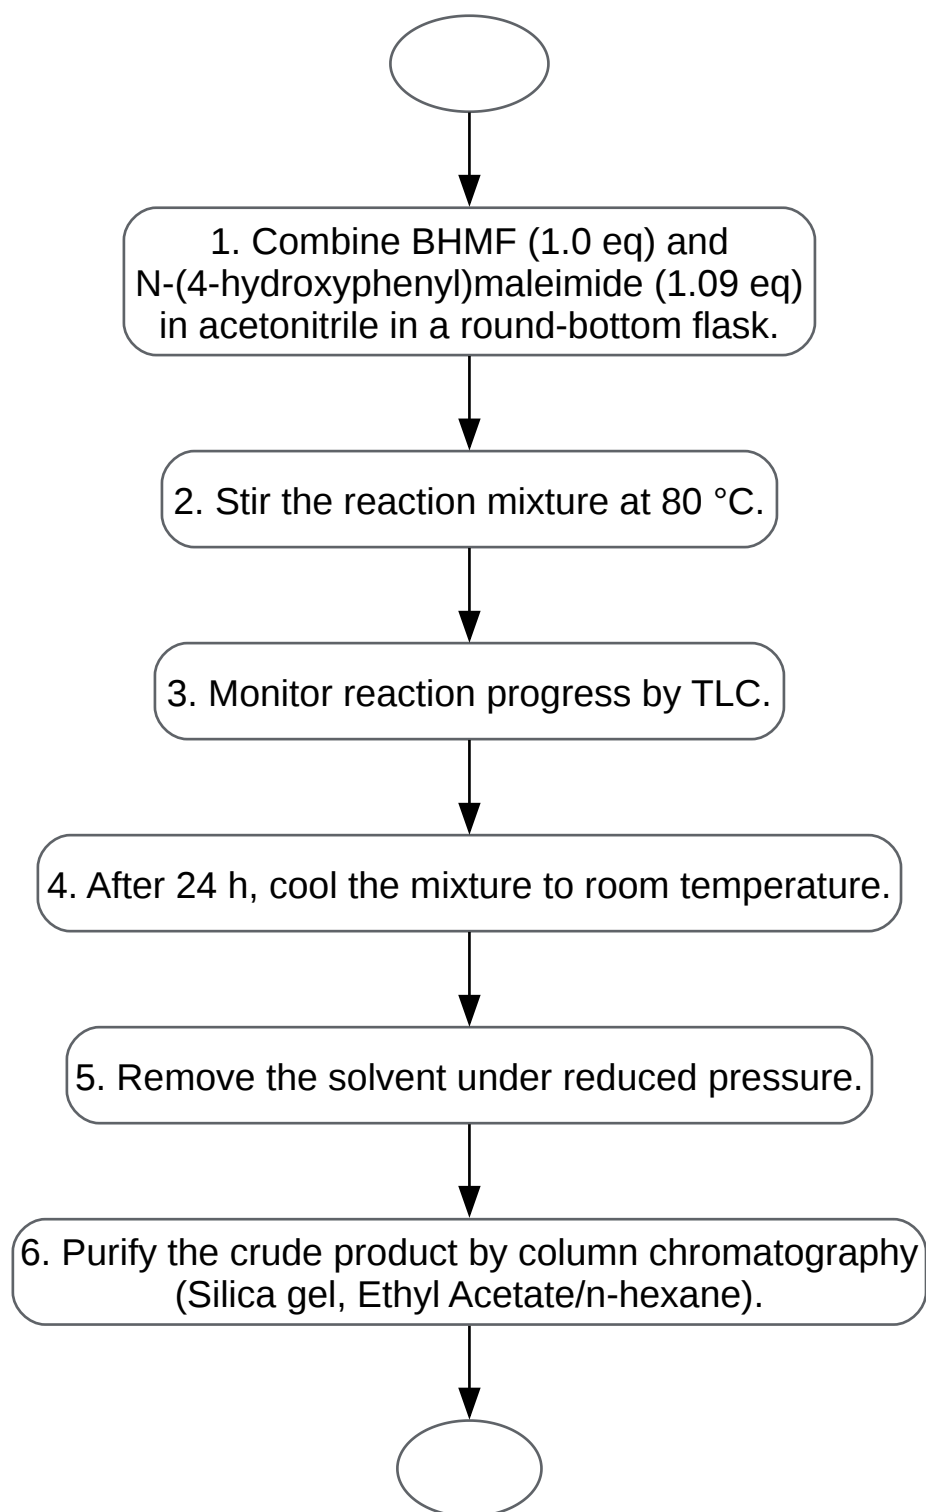 1. Combine BHMF (1.0 eq) and
N-(4-hydroxyphenyl)maleimide (1.09 eq)
in acetonitrile in a round-bottom flask.
2. Stir the reaction mixture at 80 °C.
3. Monitor reaction progress by TLC.
4. After 24 h, cool the mixture to room temperature.
5. Remove the solvent under reduced pressure.
6. Purify the crude product by column chromatography
(Silica gel, Ethyl Acetate/n-hexane).